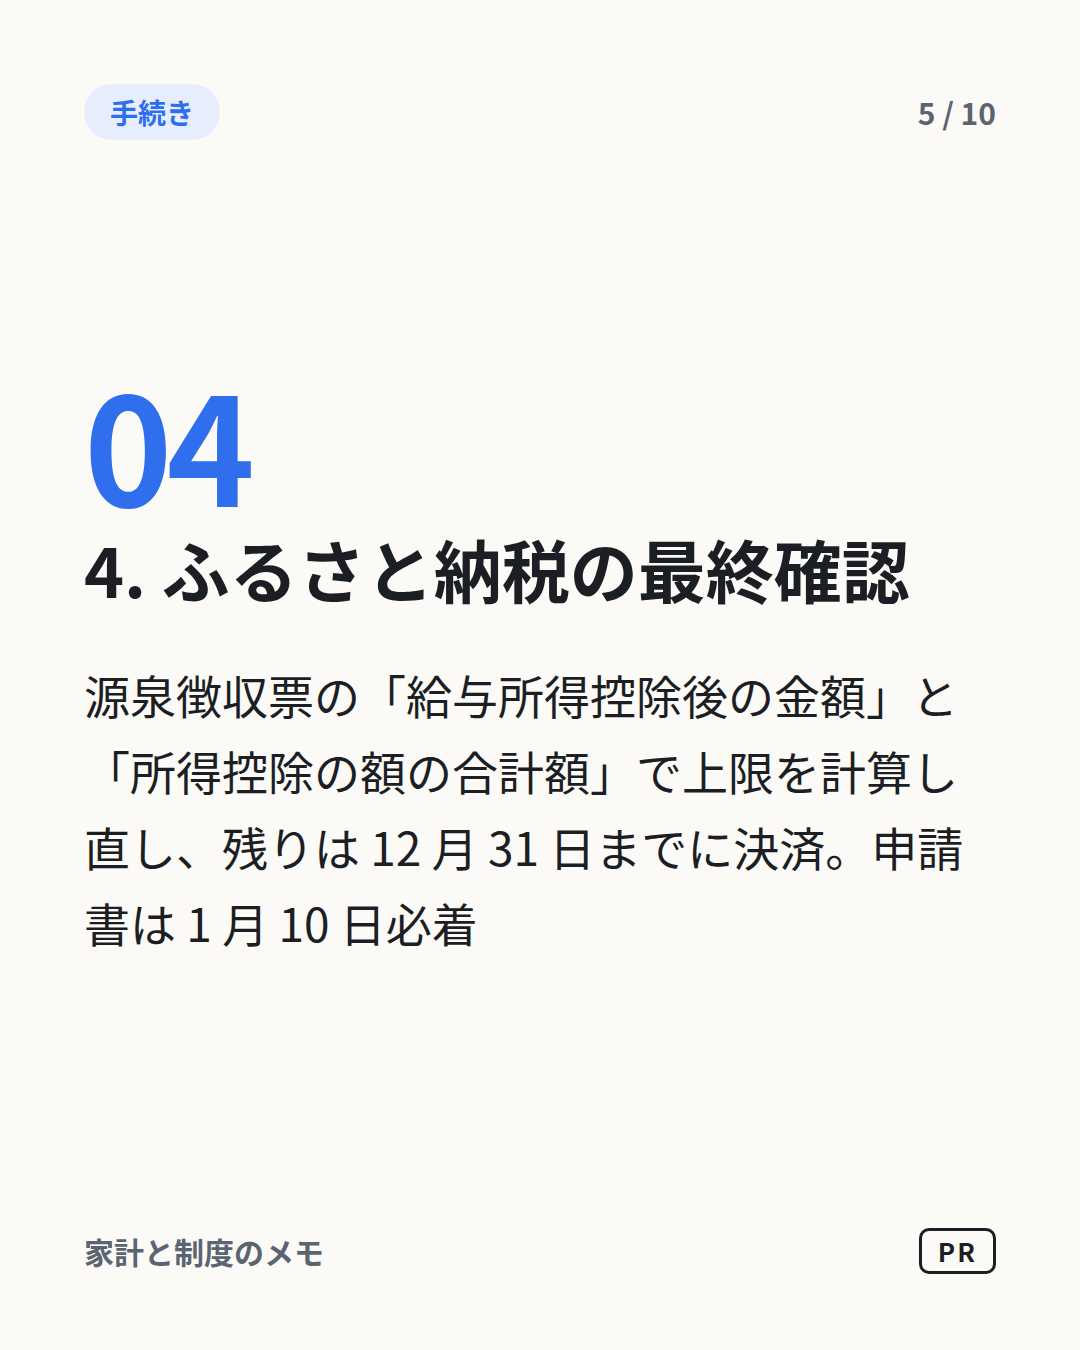 手続き
5 / 10
04
4. ふるさと納税の最終確認
源泉徴収票の「給与所得控除後の金額」と
「所得控除の額の合計額」で上限を計算し
直し、残りは 12 月 31 日までに決済。申請
書は 1 月 10 日必着
家計と制度のメモ
PR